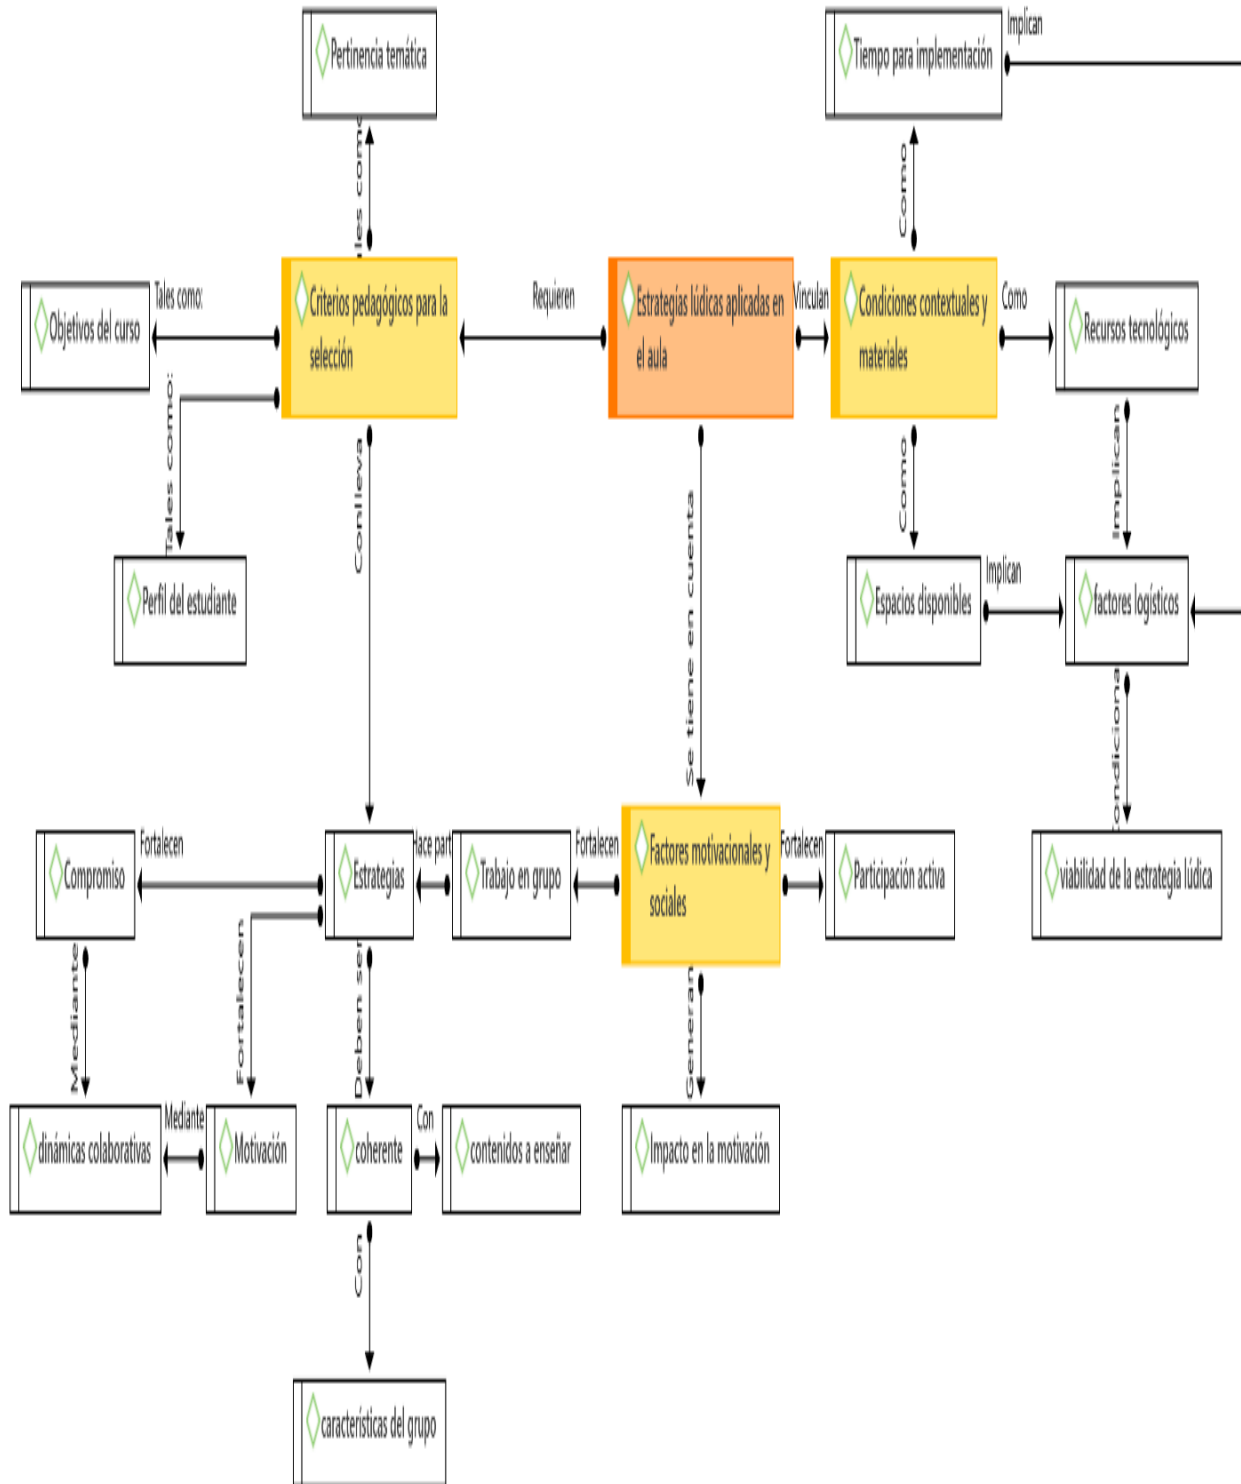 Pertinencia temática
Tiempo para implementación
Implican
Como
Objetivos del curso
Tales como:
Criterios pedagógicos para la
selección
Requieren
Estrategías lúdicas aplicadas en
el aula
Vinculan
Condiciones contextuales y
materiales
Como
Recursos tecnológicos
Tales como:
Conlleva
Se tiene en cuenta
Como
Implican
Perfil del estudiante
Espacios disponibles
Implican
factores logísticos
Compromiso
Fortalecen
Estrategias
Trabajo en grupo
Fortalecen
Factores motivacionales y
sociales
Fortalecen
Participación activa
viabilidad de la estrategia lúdica
Mediante
Fortalecen
Deben ser
Generan
dinámicas colaborativas
Mediante
Motivación
coherente
Con
contenidos a enseñar
Impacto en la motivación
Con
características del grupo